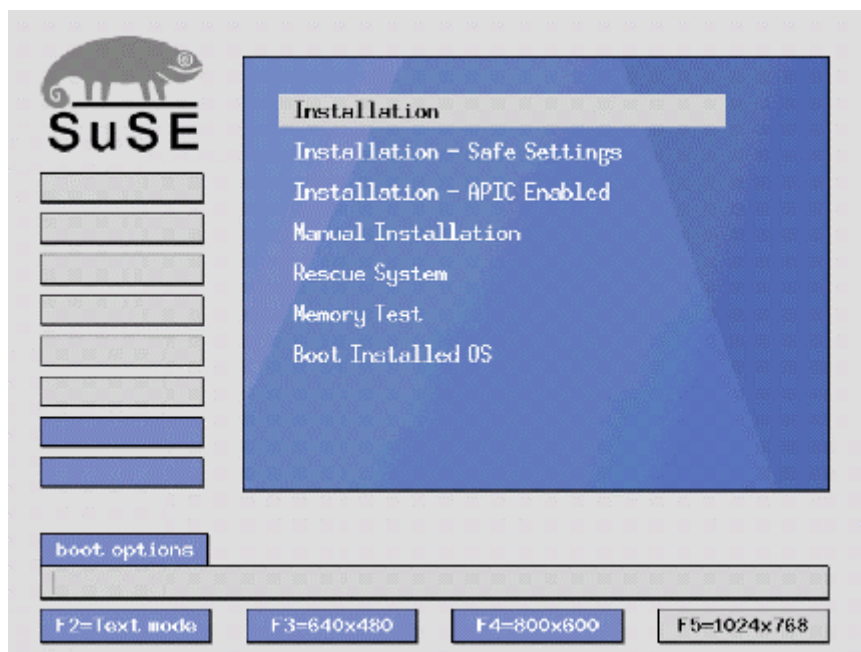 SuSE
Installation
Installation - Safe Settings
Installation - APIC Enabled
Manual Installation
Rescue System
Memory Test
Boot Installed OS
boot options
F2=Text mode
F3=640x480
F4=800x600
F5=1024x768